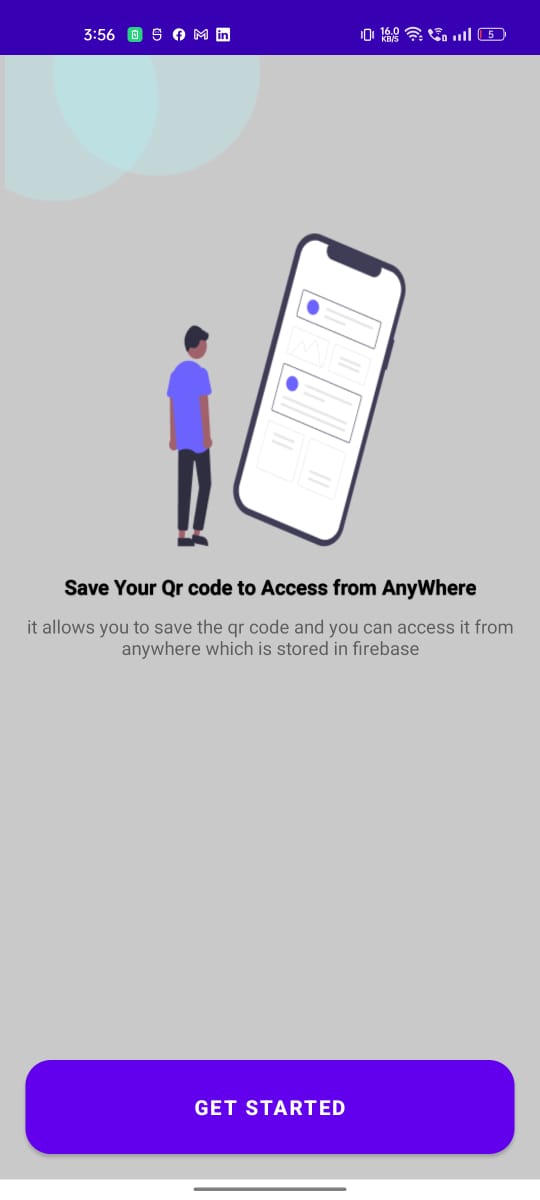 3:56
16.0
KB/S
5
Save Your Qr code to Access from AnyWhere
it allows you to save the qr code and you can access it from
anywhere which is stored in firebase
GET STARTED